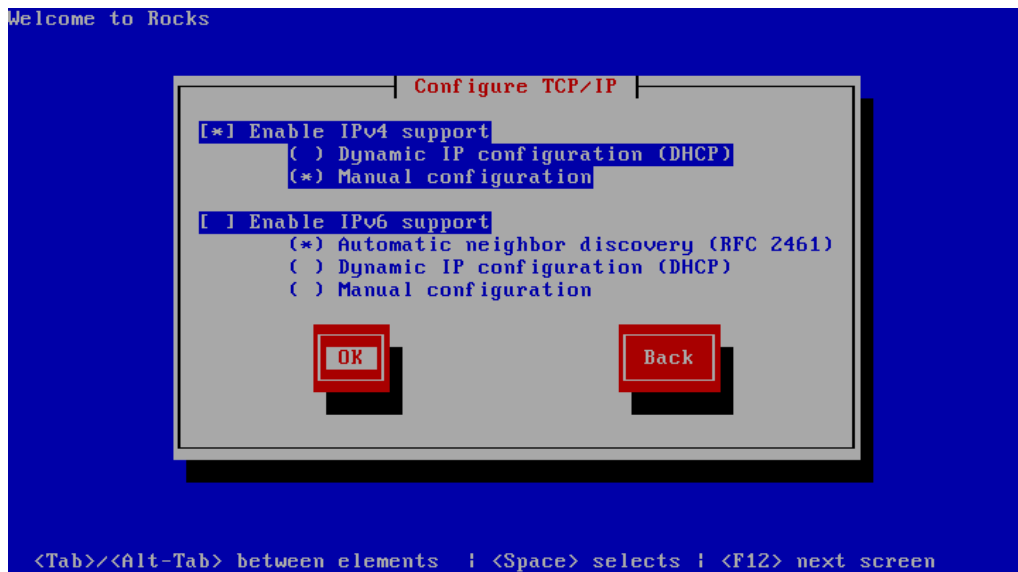 Welcome to Rocks
Configure TCP/IP
[*] Enable IPv4 support
( ) Dynamic IP configuration (DHCP)
(*) Manual configuration
[ ] Enable IPv6 support
(*) Automatic neighbor discovery (RFC 2461)
( ) Dynamic IP configuration (DHCP)
( ) Manual configuration
OK Back
<Tab>/<Alt-Tab> between elements | <Space> selects | <F12> next screen